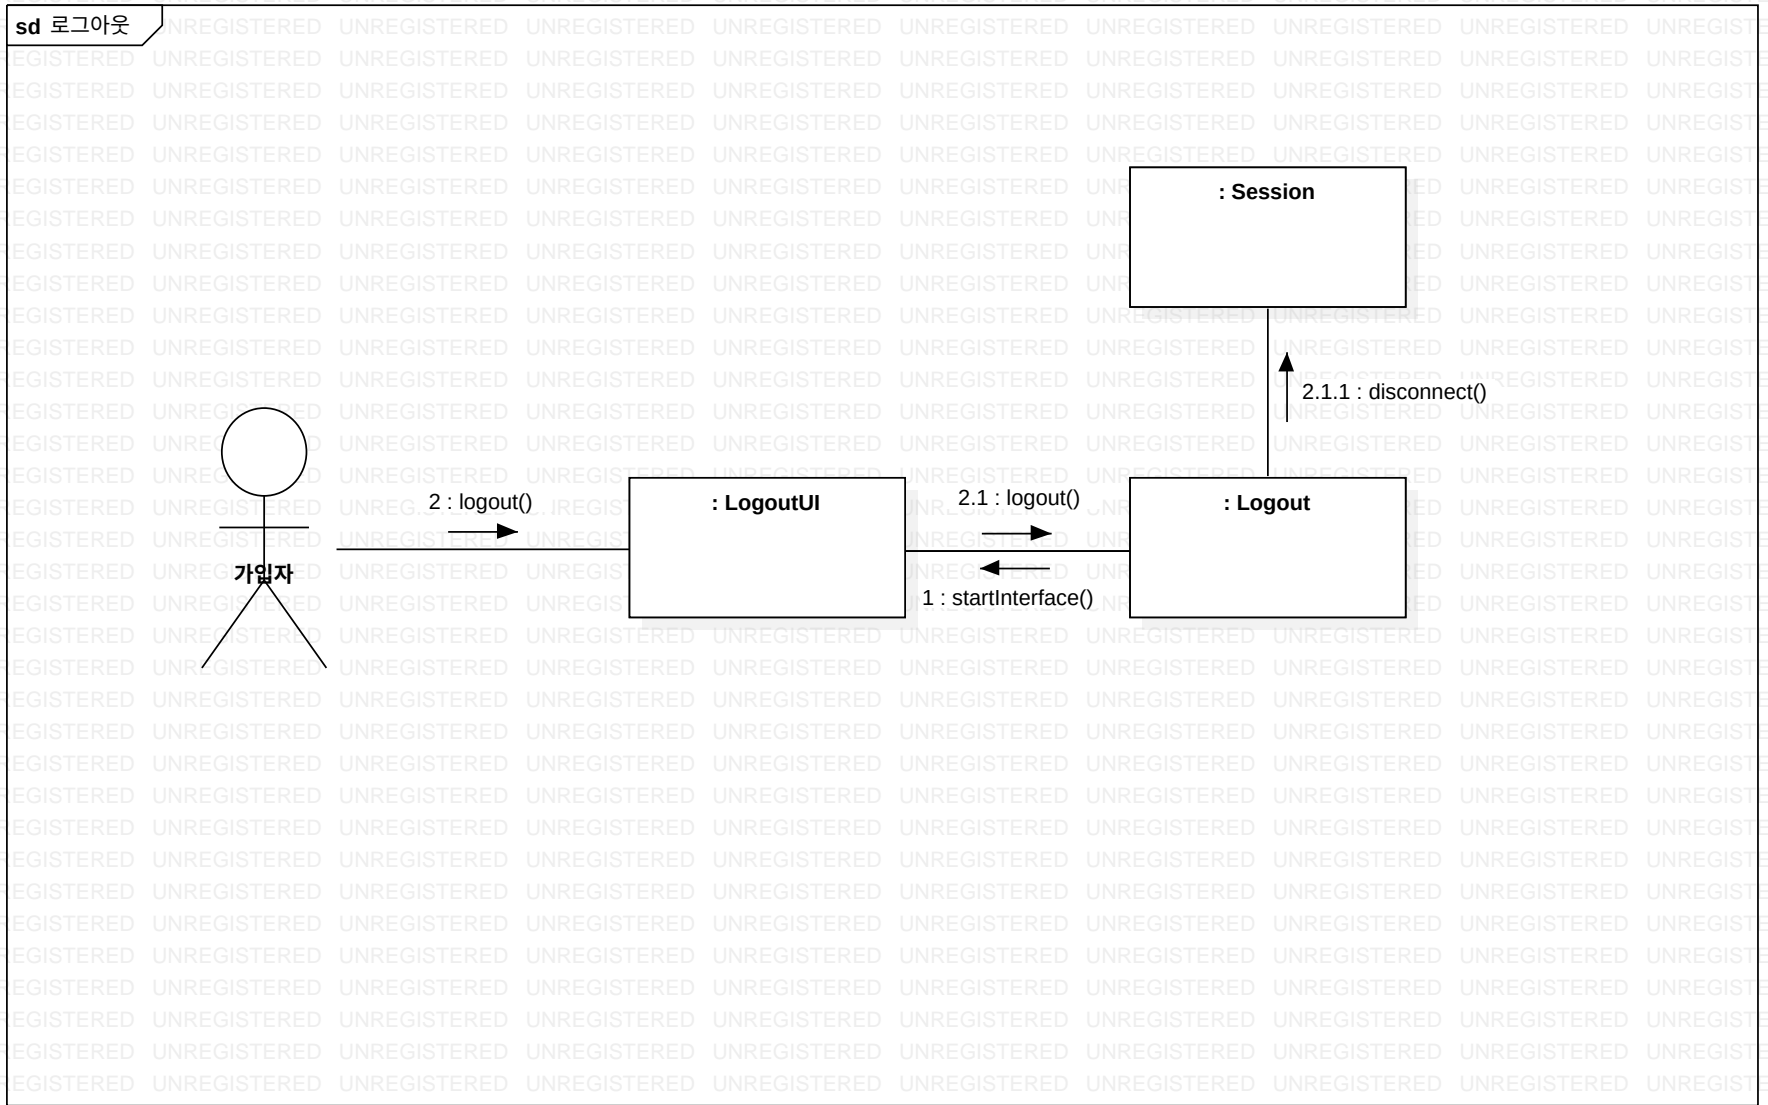 sd 로그아웃
: Session
2.1.1 : disconnect()
2 : logout()
: LogoutUI
2.1 : logout()
: Logout
가입자
1 : startInterface()
UNREGISTERED